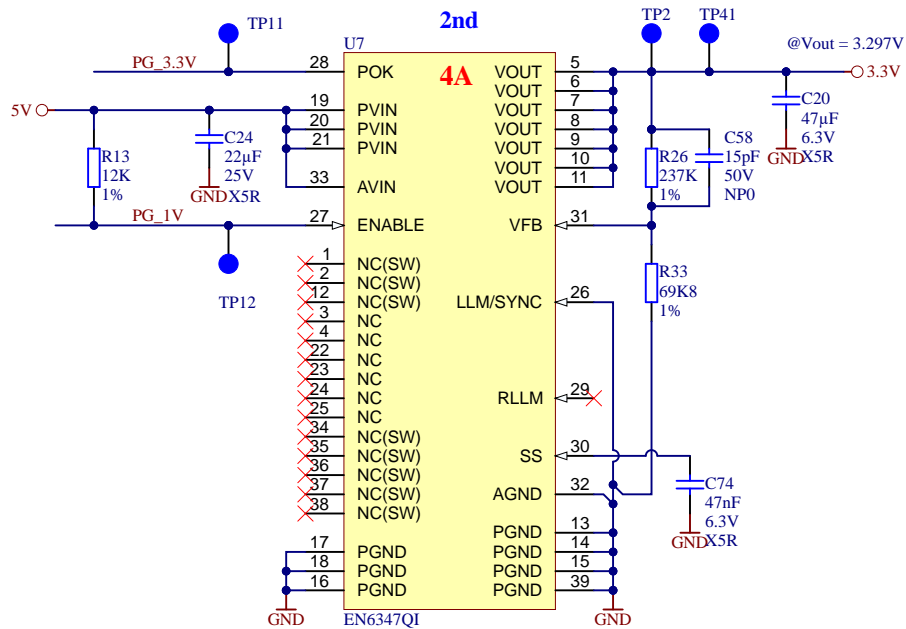 2nd
TP11
TP2
TP41
U7
@Vout = 3.297V
PG_3.3V
28
POK
4A
VOUT
5
3.3V
VOUT
6
5V
19
PVIN
VOUT
7
20
PVIN
VOUT
8
21
PVIN
VOUT
9
VOUT
10
33
AVIN
VOUT
11
C20
47µF
6.3V
X5R
GND
C24
22µF
25V
X5R
GND
R13
12K
1%
R26
237K
1%
C58
15pF
50V
NP0
PG_1V
27
ENABLE
VFB
31
TP12
1
NC(SW)
2
NC(SW)
12
NC(SW)
LLM/SYNC
26
R33
69K8
1%
3
NC
4
NC
22
NC
23
NC
24
NC
RLLM
29
25
NC
34
NC(SW)
35
NC(SW)
SS
30
36
NC(SW)
37
NC(SW)
AGND
32
38
NC(SW)
C74
47nF
6.3V
X5R
GND
PGND
13
17
PGND
PGND
14
18
PGND
PGND
15
16
PGND
PGND
39
GND
EN6347QI
GND